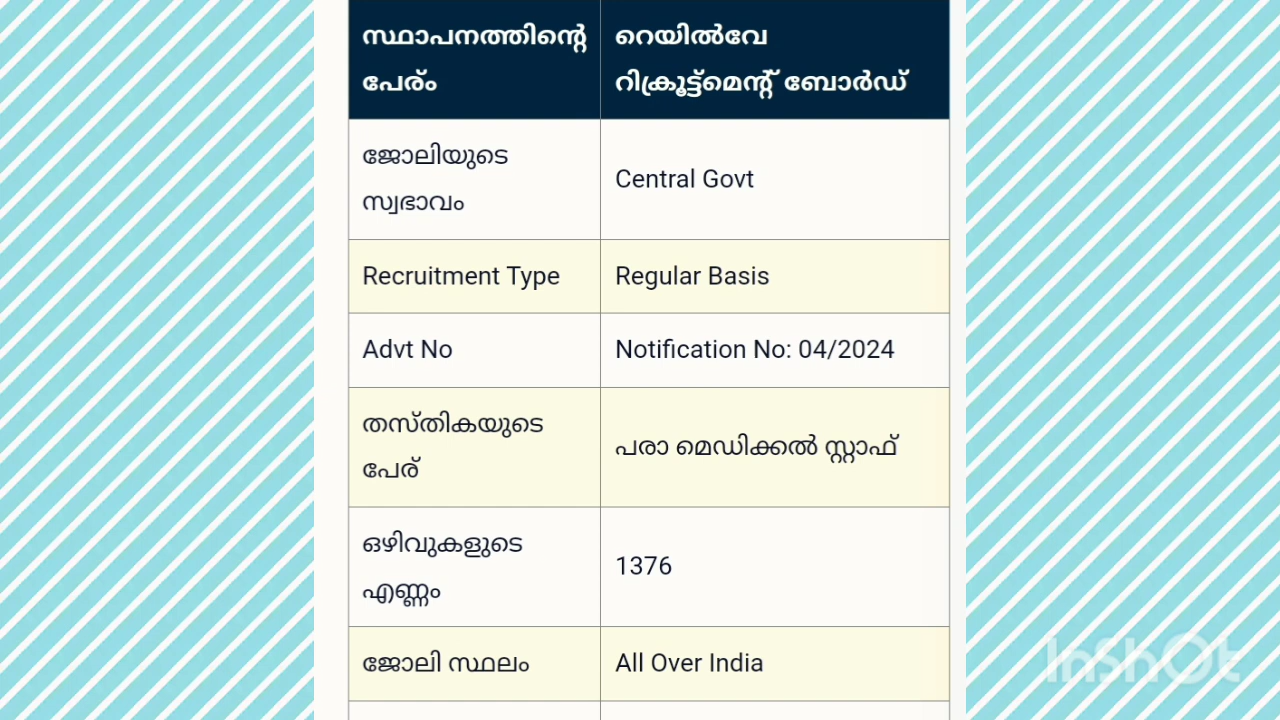 സ്ഥാപനത്തിന്റെ
പേര്ം
റെയിൽവേ
റിക്രൂട്ട്മെന്റ് ബോർഡ്
ജോലിയുടെ
സ്വഭാവം
Central Govt
Recruitment Type
Regular Basis
Advt No
Notification No: 04/2024
തസ്തികയുടെ
പേര്
പരാ മെഡിക്കൽ സ്റ്റാഫ്
ഒഴിവുകളുടെ
എണ്ണം
1376
ജോലി സ്ഥലം
All Over India
InShOt